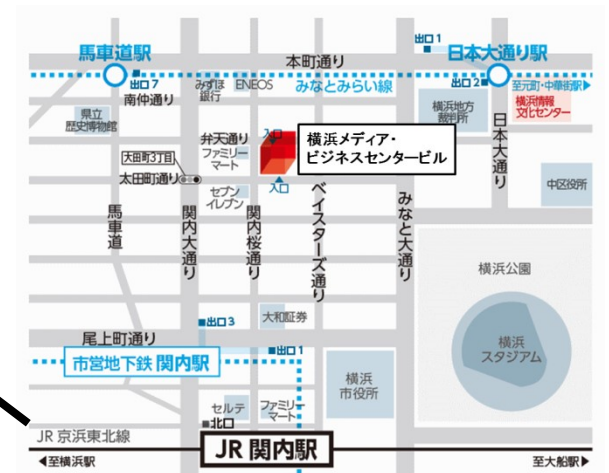 出口1
馬車道駅
本町通り
日本大通り駅
出口7
みずほ
銀行
ENEOS
みなとみらい線
出口2
至元町・中華街駅▶
南仲通り
県立
歴史博物館
横浜地方
裁判所
横浜情報
文化センター
日本大通り
弁天通り
入口
横浜メディア・
ビジネスセンタービル
ファミリー
マート
太田町3丁目
太田町通り
入口
セブン
イレブン
中区役所
馬車道
関内大通り
関内桜通り
ベイスターズ通り
みなと大通り
横浜公園
大和証券
出口3
尾上町通り
市営地下鉄 関内駅
出口1
横浜
スタジアム
横浜
市役所
セルテ
ファミリー
マート
北口
JR 京浜東北線
JR 関内駅
◀至横浜駅
至大船駅▶